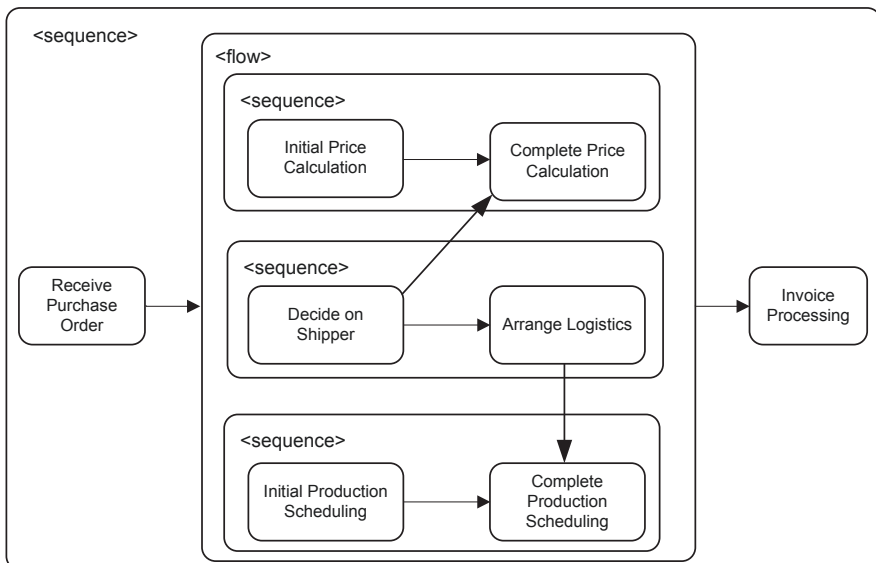 <sequence>
<flow>
<sequence>
Initial Price
Calculation
Complete Price
Calculation
<sequence>
Receive
Purchase
Order
Decide on
Shipper
Arrange Logistics
Invoice
Processing
<sequence>
Initial Production
Scheduling
Complete
Production
Scheduling